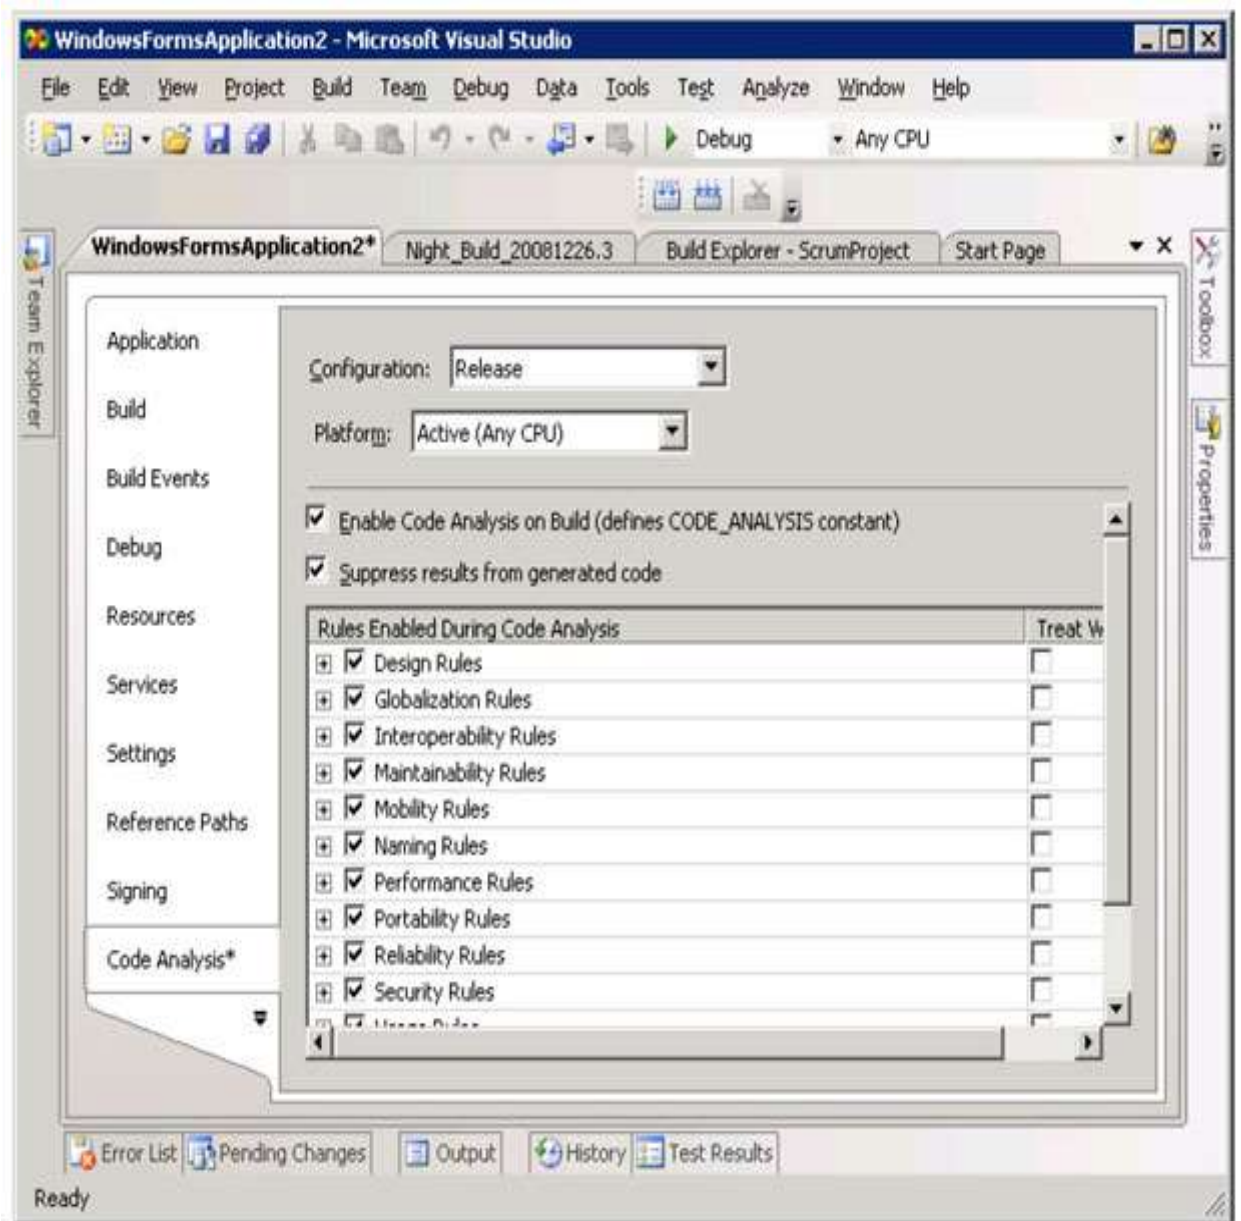 WindowsFormsApplication2 - Microsoft Visual Studio
File Edit View Project Build Team Debug Data Tools Test Analyze Window Help
Debug Any CPU
WindowsFormsApplication2* Night_Build_20081226.3 Build Explorer - ScrumProject Start Page
Team Explorer
Toolbox
Properties
Application
Build
Build Events
Debug
Resources
Services
Settings
Reference Paths
Signing
Code Analysis*
Configuration: Release
Platform: Active (Any CPU)
Enable Code Analysis on Build (defines CODE_ANALYSIS constant)
Suppress results from generated code
Rules Enabled During Code Analysis Treat W
Design Rules
Globalization Rules
Interoperability Rules
Maintainability Rules
Mobility Rules
Naming Rules
Performance Rules
Portability Rules
Reliability Rules
Security Rules
Usage Rules
Error List Pending Changes Output History Test Results
Ready